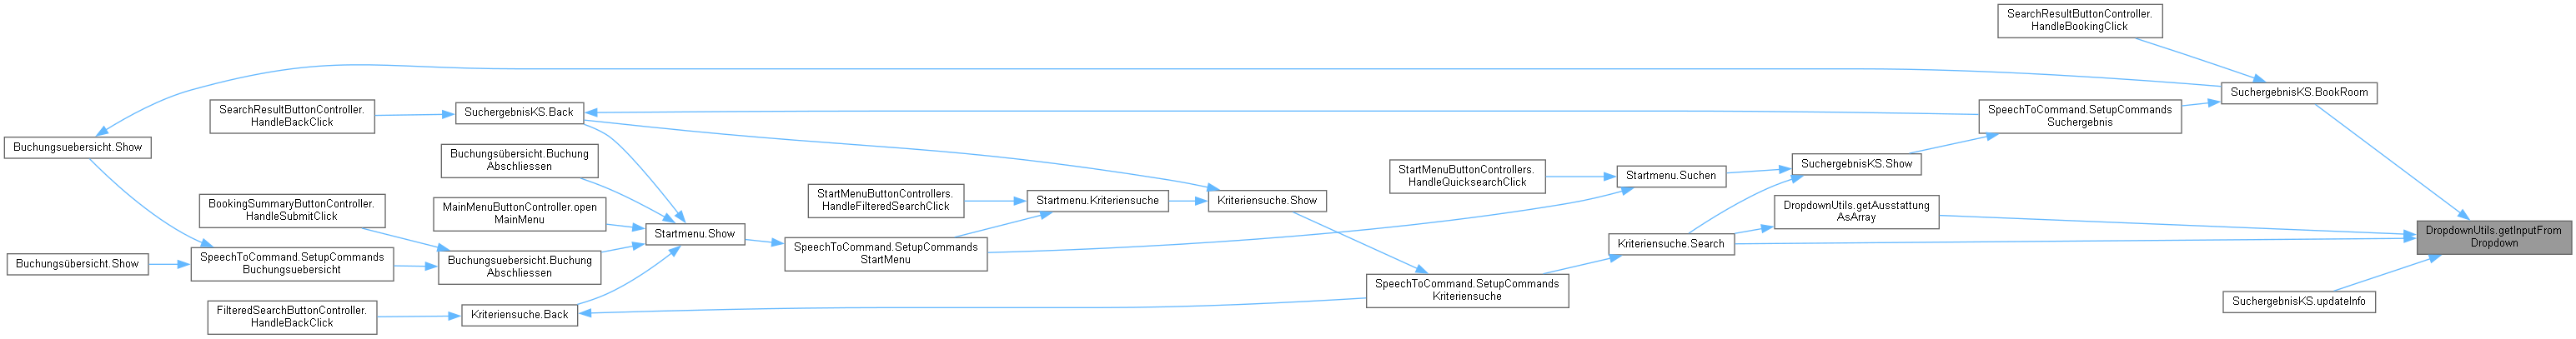 SearchResultButtonController.
HandleBookingClick
SuchergebnisKS.BookRoom
SearchResultButtonController.
HandleBackClick
SuchergebnisKS.Back
SpeechToCommand.SetupCommands
Suchergebnis
Buchungsuebersicht.Show
Buchungsübersicht.Buchung
Abschliessen
SuchergebnisKS.Show
StartMenuButtonControllers.
HandleQuicksearchClick
Startmenu.Suchen
BookingSummaryButtonController.
HandleSubmitClick
MainMenuButtonController.open
MainMenu
StartMenuButtonControllers.
HandleFilteredSearchClick
Startmenu.Kriteriensuche
Kriteriensuche.Show
DropdownUtils.getAusstattung
AsArray
Startmenu.Show
DropdownUtils.getInputFrom
Dropdown
Kriteriensuche.Search
SpeechToCommand.SetupCommands
StartMenu
Buchungsübersicht.Show
SpeechToCommand.SetupCommands
Buchungsuebersicht
Buchungsuebersicht.Buchung
Abschliessen
SpeechToCommand.SetupCommands
Kriteriensuche
SuchergebnisKS.updateInfo
FilteredSearchButtonController.
HandleBackClick
Kriteriensuche.Back